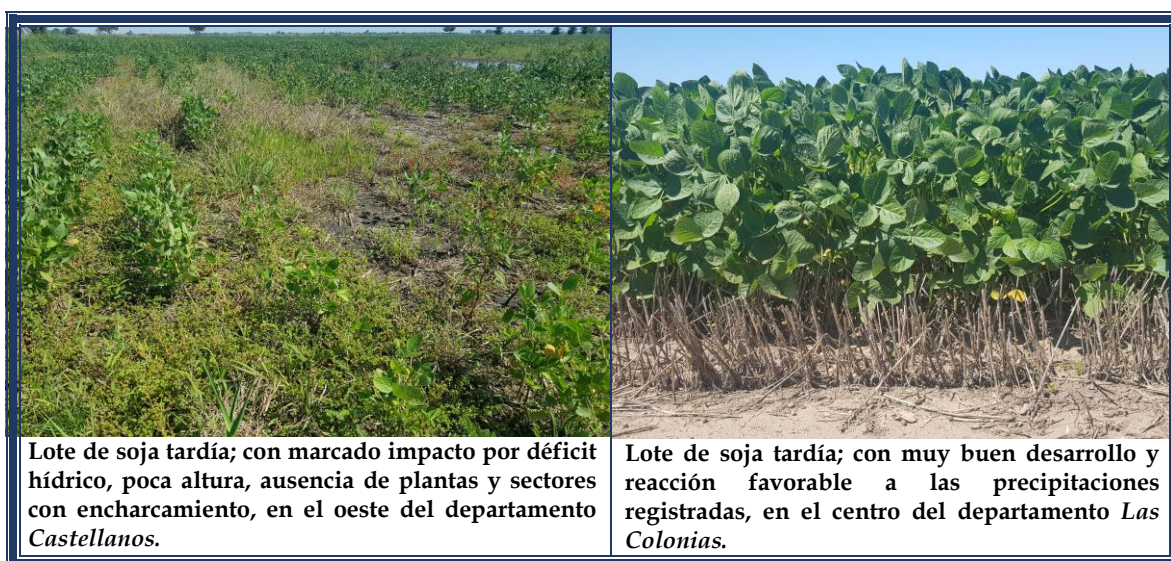 Lote de soja tardía; con marcado impacto por déficit
hídrico, poca altura, ausencia de plantas y sectores
con encharcamiento, en el oeste del departamento
Castellanos.
Lote de soja tardía; con muy buen desarrollo y
reacción favorable a las precipitaciones
registradas, en el centro del departamento Las
Colonias.